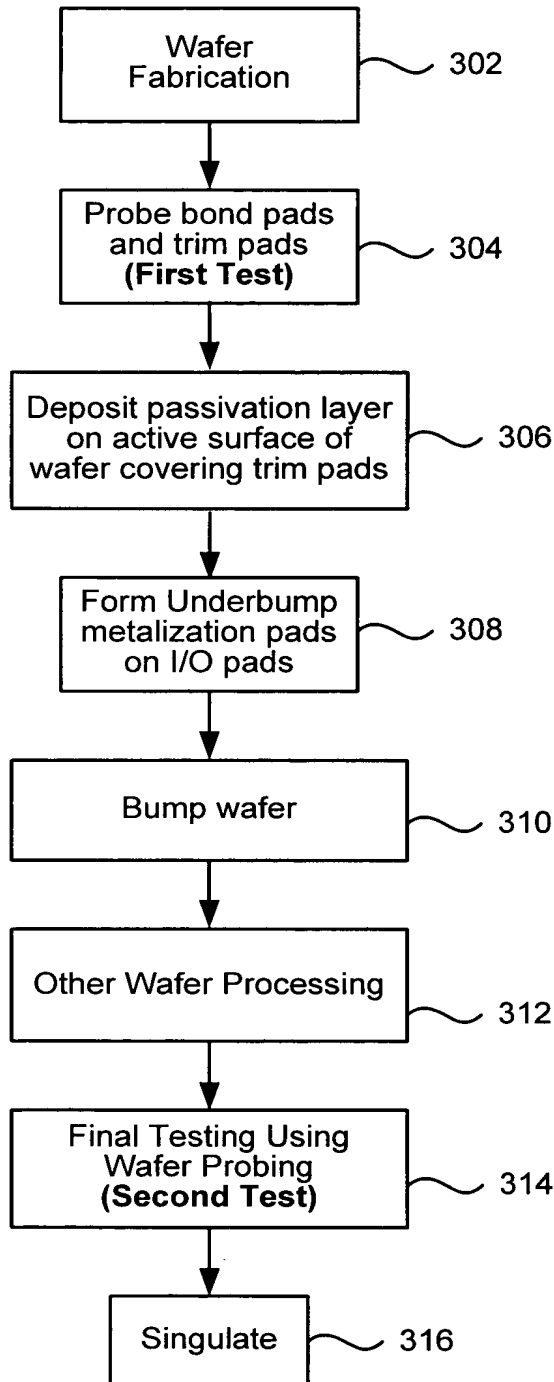 Wafer
Fabrication
302
Probe bond pads
and trim pads
(First Test)
304
Deposit passivation layer
on active surface of
wafer covering trim pads
306
Form Underbump
metalization pads
on I/O pads
308
Bump wafer
310
Other Wafer Processing
312
Final Testing Using
Wafer Probing
(Second Test)
314
Singulate
316